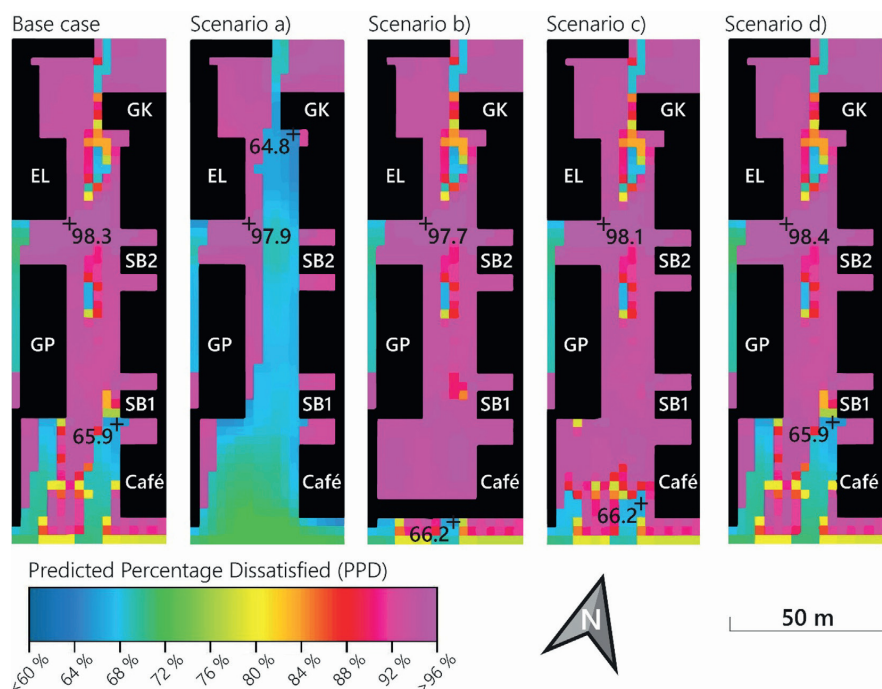 Base case
Scenario a)
Scenario b)
Scenario c)
Scenario d)
GK
GK
GK
GK
GK
64.8
EL
EL
EL
EL
EL
98.3
97.9
97.7
98.1
98.4
SB2
SB2
SB2
SB2
SB2
GP
GP
GP
GP
GP
SB1
SB1
SB1
SB1
SB1
65.9
65.9
Café
Café
Café
Café
Café
66.2
66.2
Predicted Percentage Dissatisfied (PPD)
<60 %
64 %
68 %
72 %
76 %
80 %
84 %
88 %
92 %
>96 %
N
50 m